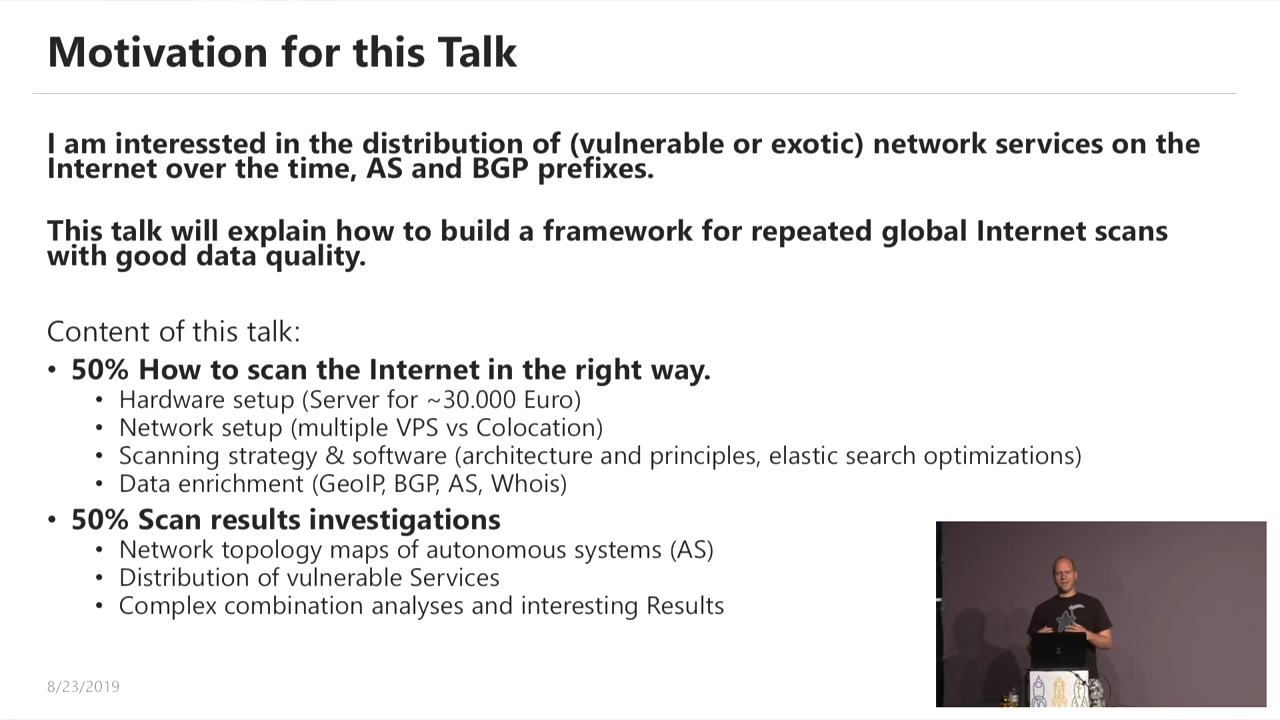 Motivation for this Talk
I am interessted in the distribution of (vulnerable or exotic) network services on the
Internet over the time, AS and BGP prefixes.
This talk will explain how to build a framework for repeated global Internet scans
with good data quality.
Content of this talk:
• 50% How to scan the Internet in the right way.
• Hardware setup (Server for ~30.000 Euro)
• Network setup (multiple VPS vs Colocation)
• Scanning strategy & software (architecture and principles, elastic search optimizations)
• Data enrichment (GeoIP, BGP, AS, Whois)
• 50% Scan results investigations
• Network topology maps of autonomous systems (AS)
• Distribution of vulnerable Services
• Complex combination analyses and interesting Results
8/23/2019